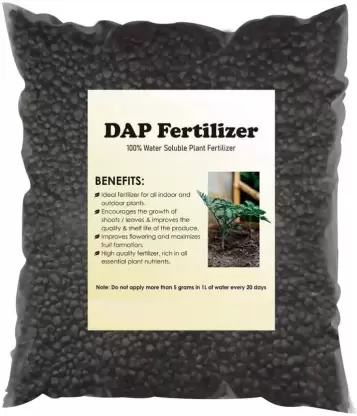 DAP Fertilizer
100% Water Soluble Plant Fertilizer
BENEFITS:
Ideal fertilizer for all indoor and
outdoor plants.
Encourages the growth of
shoots / leaves & improves the
quality & shelf life of the produce.
Improves flowering and maximizes
fruit formation.
High quality fertilizer, rich in all
essential plant nutrients.
Note: Do not apply more than 5 grams in 1L of water every 20 days